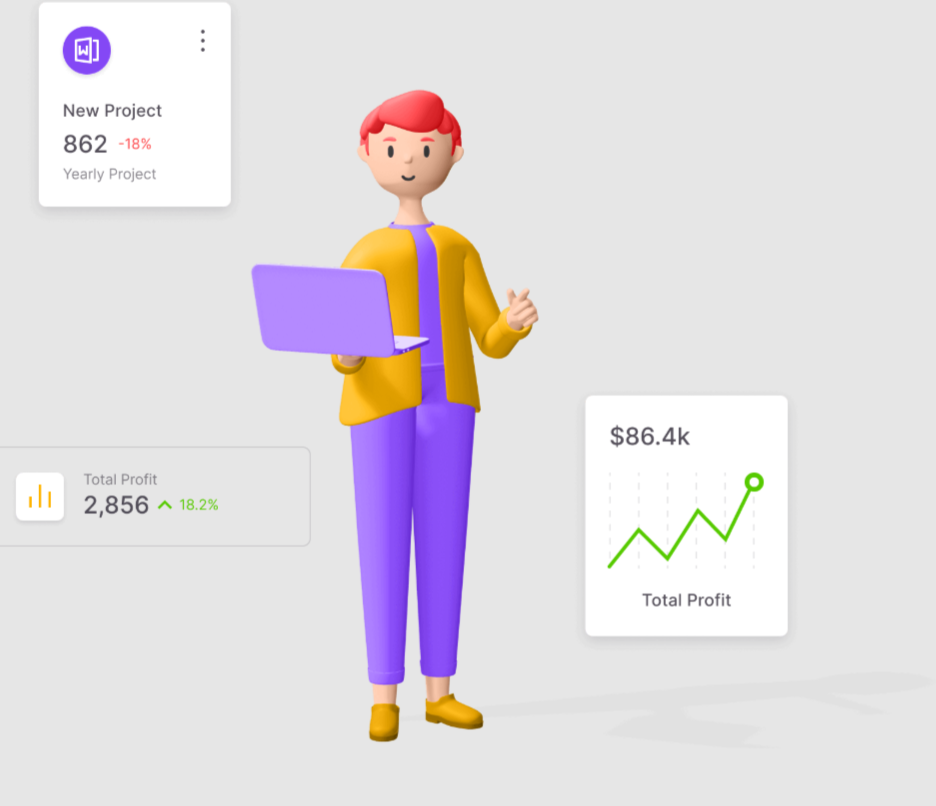 New Project
862 -18%
Yearly Project
Total Profit
2,856 18.2%
$86.4k
Total Profit